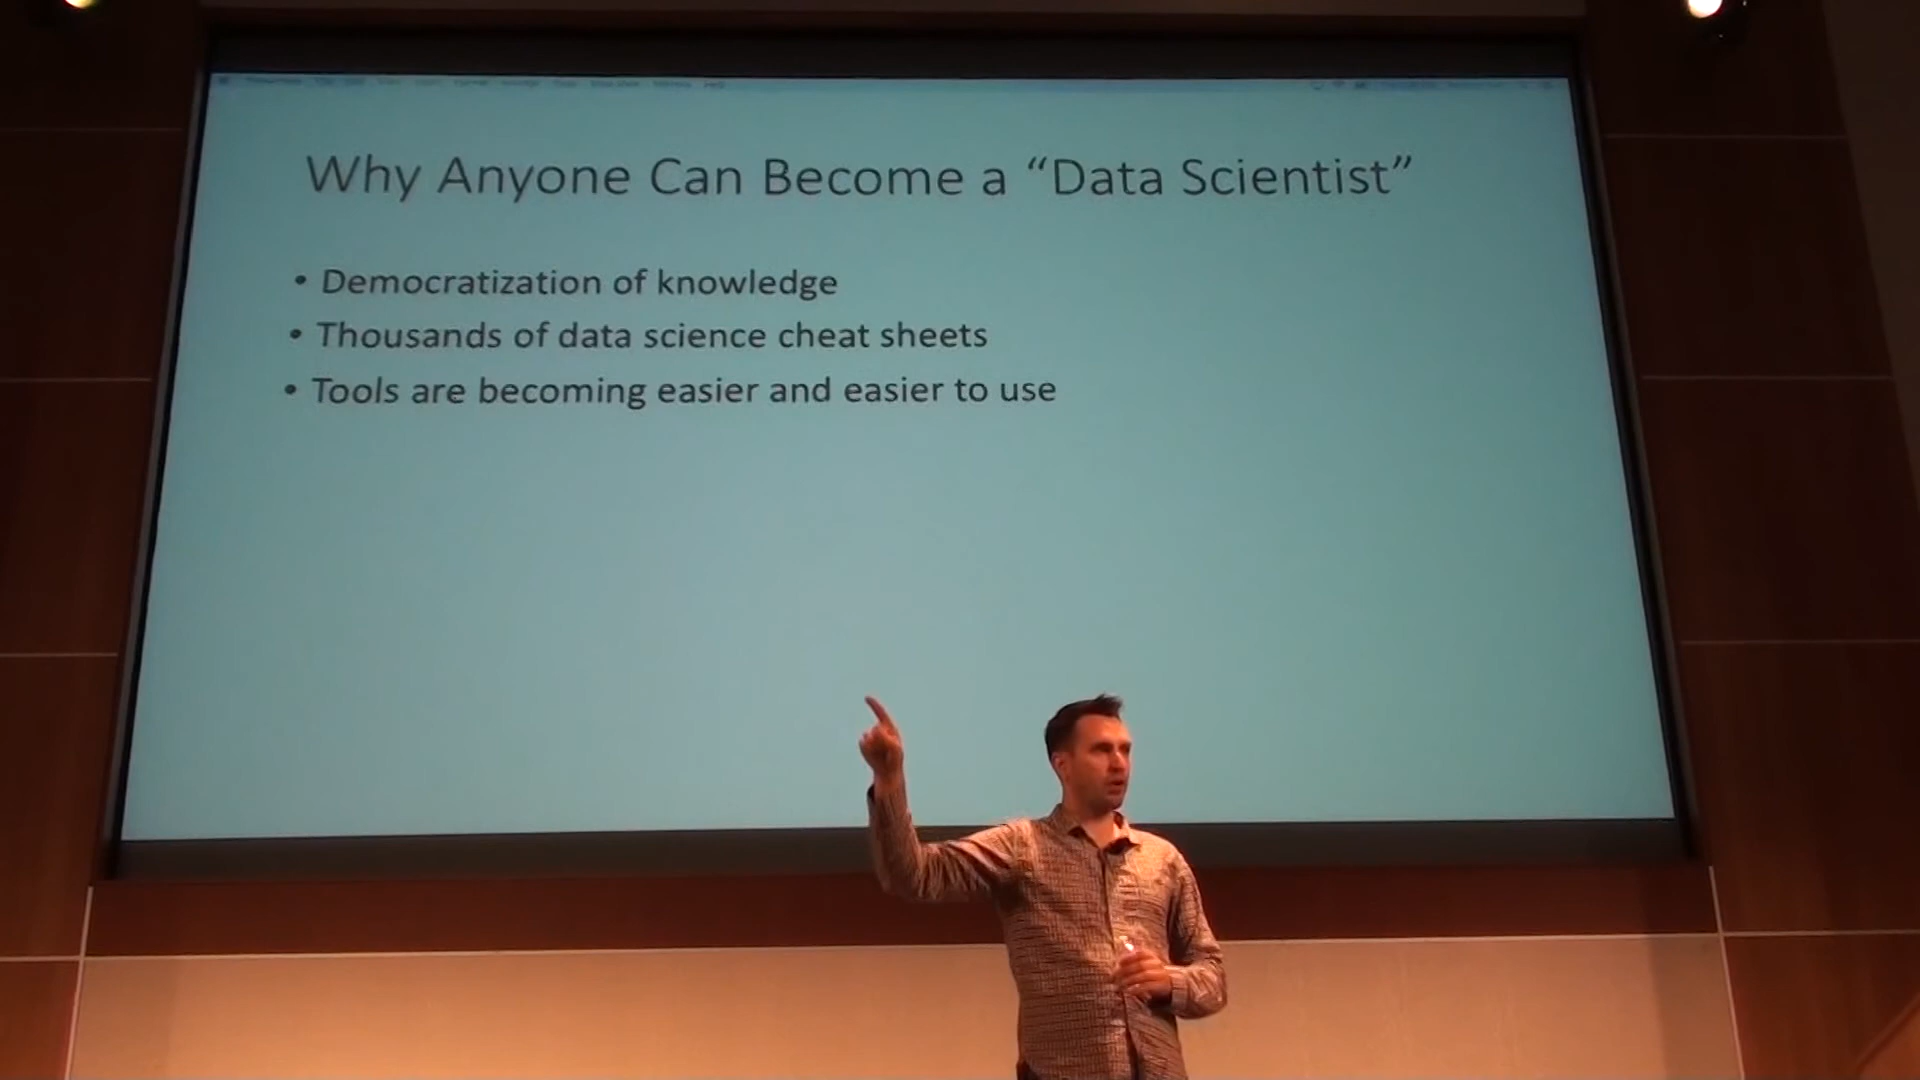 Why Anyone Can Become a “Data Scientist”
• Democratization of knowledge
• Thousands of data science cheat sheets
• Tools are becoming easier and easier to use